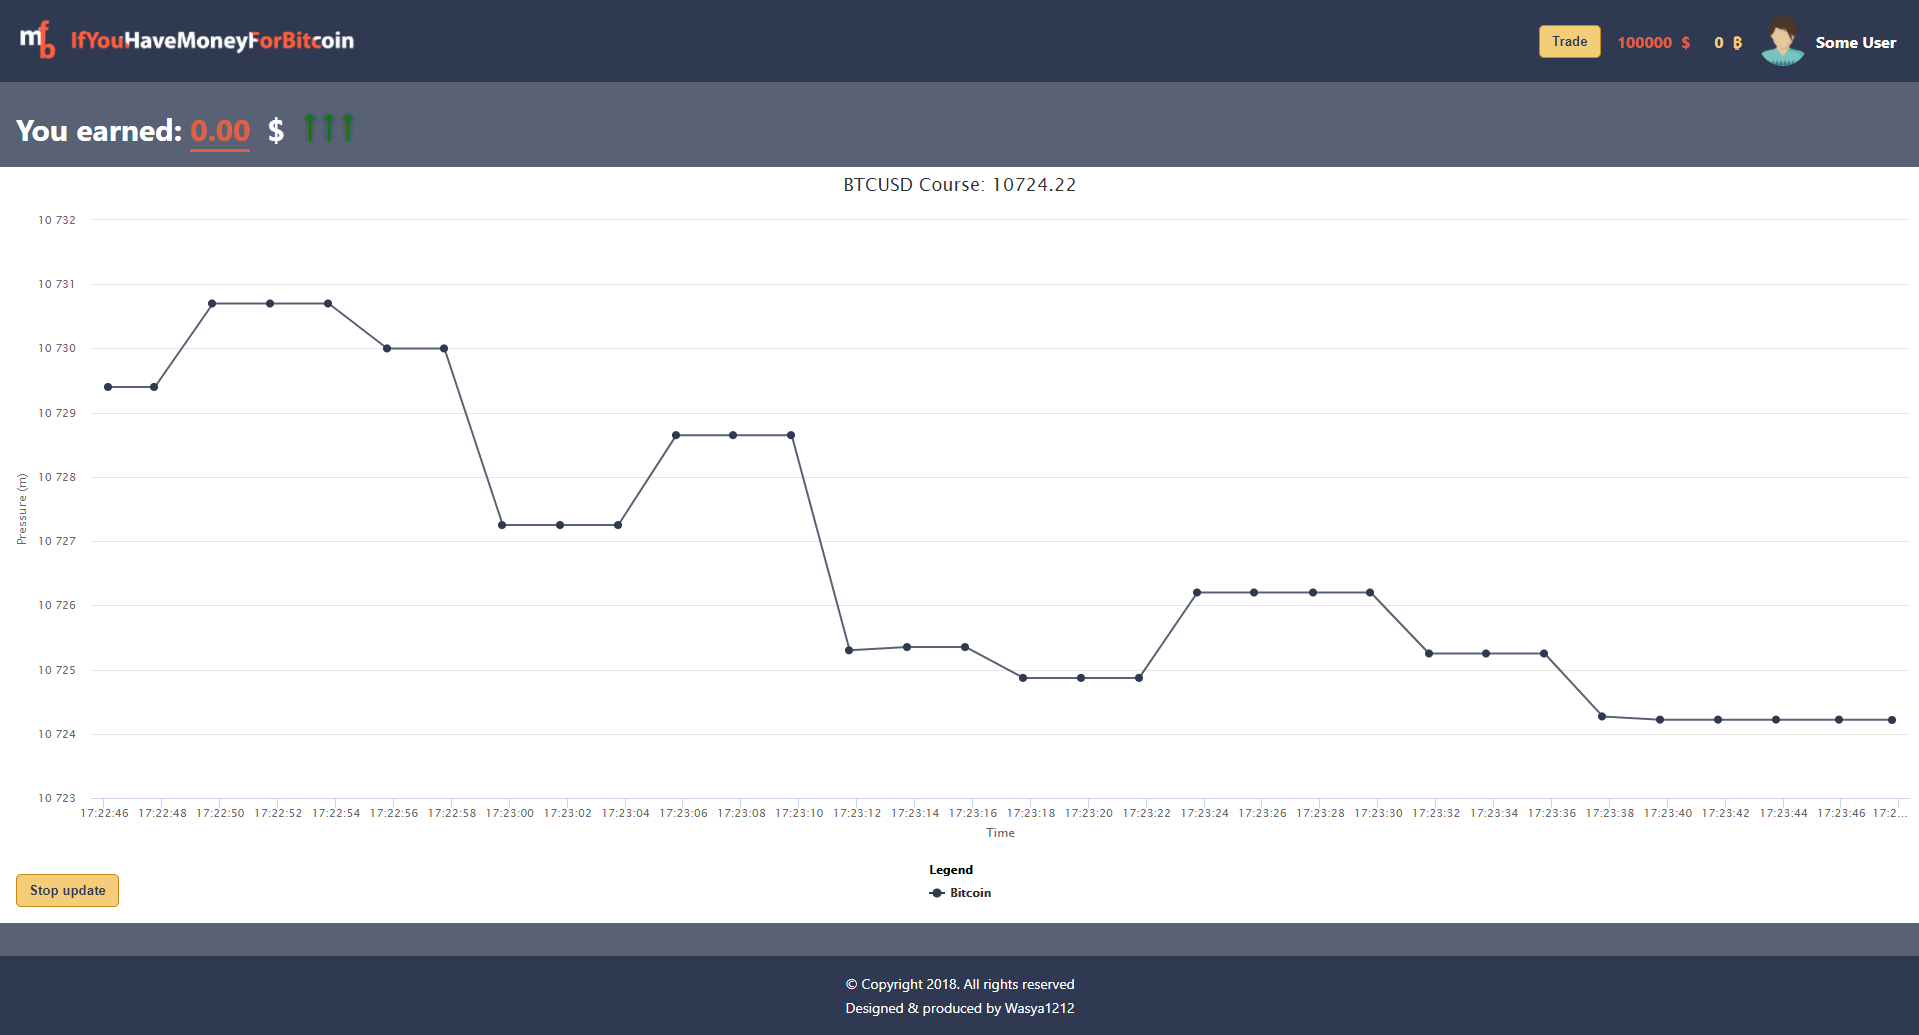 mfb IfYouHaveMoneyForBitcoin Trade 100000 $ 0 ₿ Some User
You earned: 0.00 $ ↑↑↑
BTCUSD Course: 10724.22
10 732
10 731
10 730
10 729
10 728
10 727
10 726
10 725
10 724
10 723
Pressure (m)
17:22:46 17:22:48 17:22:50 17:22:52 17:22:54 17:22:56 17:22:58 17:23:00 17:23:02 17:23:04 17:23:06 17:23:08 17:23:10 17:23:12 17:23:14 17:23:16 17:23:18 17:23:20 17:23:22 17:23:24 17:23:26 17:23:28 17:23:30 17:23:32 17:23:34 17:23:36 17:23:38 17:23:40 17:23:42 17:23:44 17:23:46 17:2...
Time
Legend
Bitcoin
Stop update
© Copyright 2018. All rights reserved
Designed & produced by Wasya1212